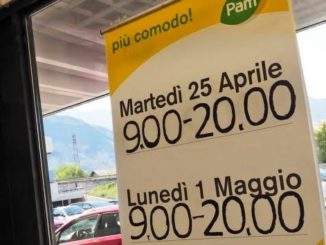 più comodo!
Pam
Martedì 25 Aprile
9.00-20.00
Lunedì 1 Maggio
9.00-20.00